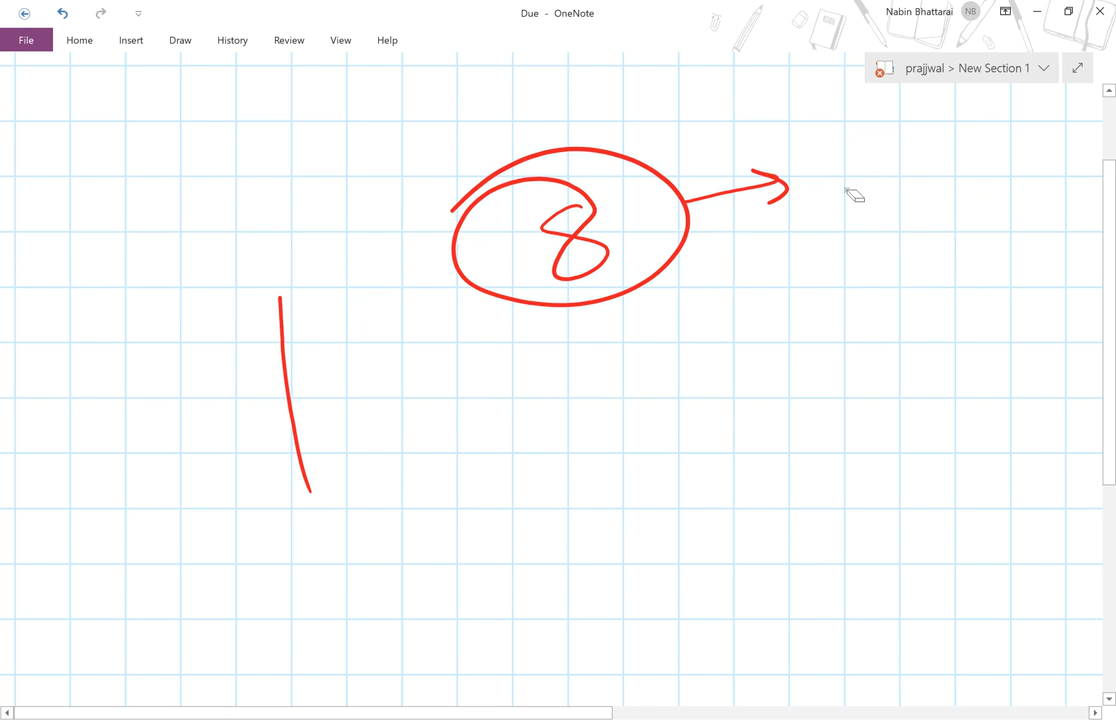 Due - OneNote
Nabin Bhattarai NB
File Home Insert Draw History Review View Help
prajjwal > New Section 1
8